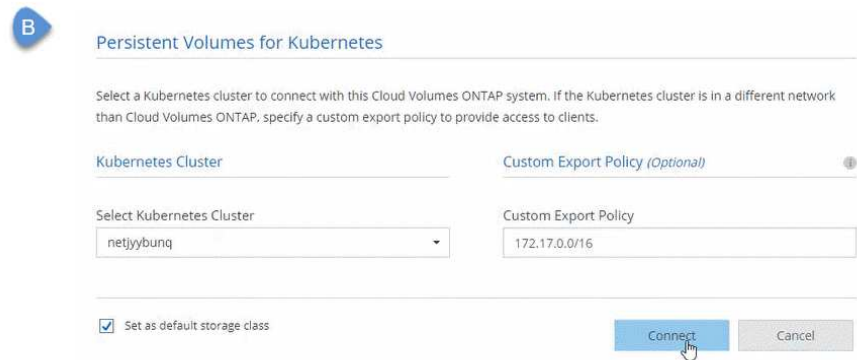 B
Persistent Volumes for Kubernetes
Select a Kubernetes cluster to connect with this Cloud Volumes ONTAP system. If the Kubernetes cluster is in a different network
than Cloud Volumes ONTAP, specify a custom export policy to provide access to clients.
Kubernetes Cluster
Custom Export Policy (Optional)
i
Select Kubernetes Cluster
Custom Export Policy
netjyybunq
172.17.0.0/16
Set as default storage class
Connect
Cancel